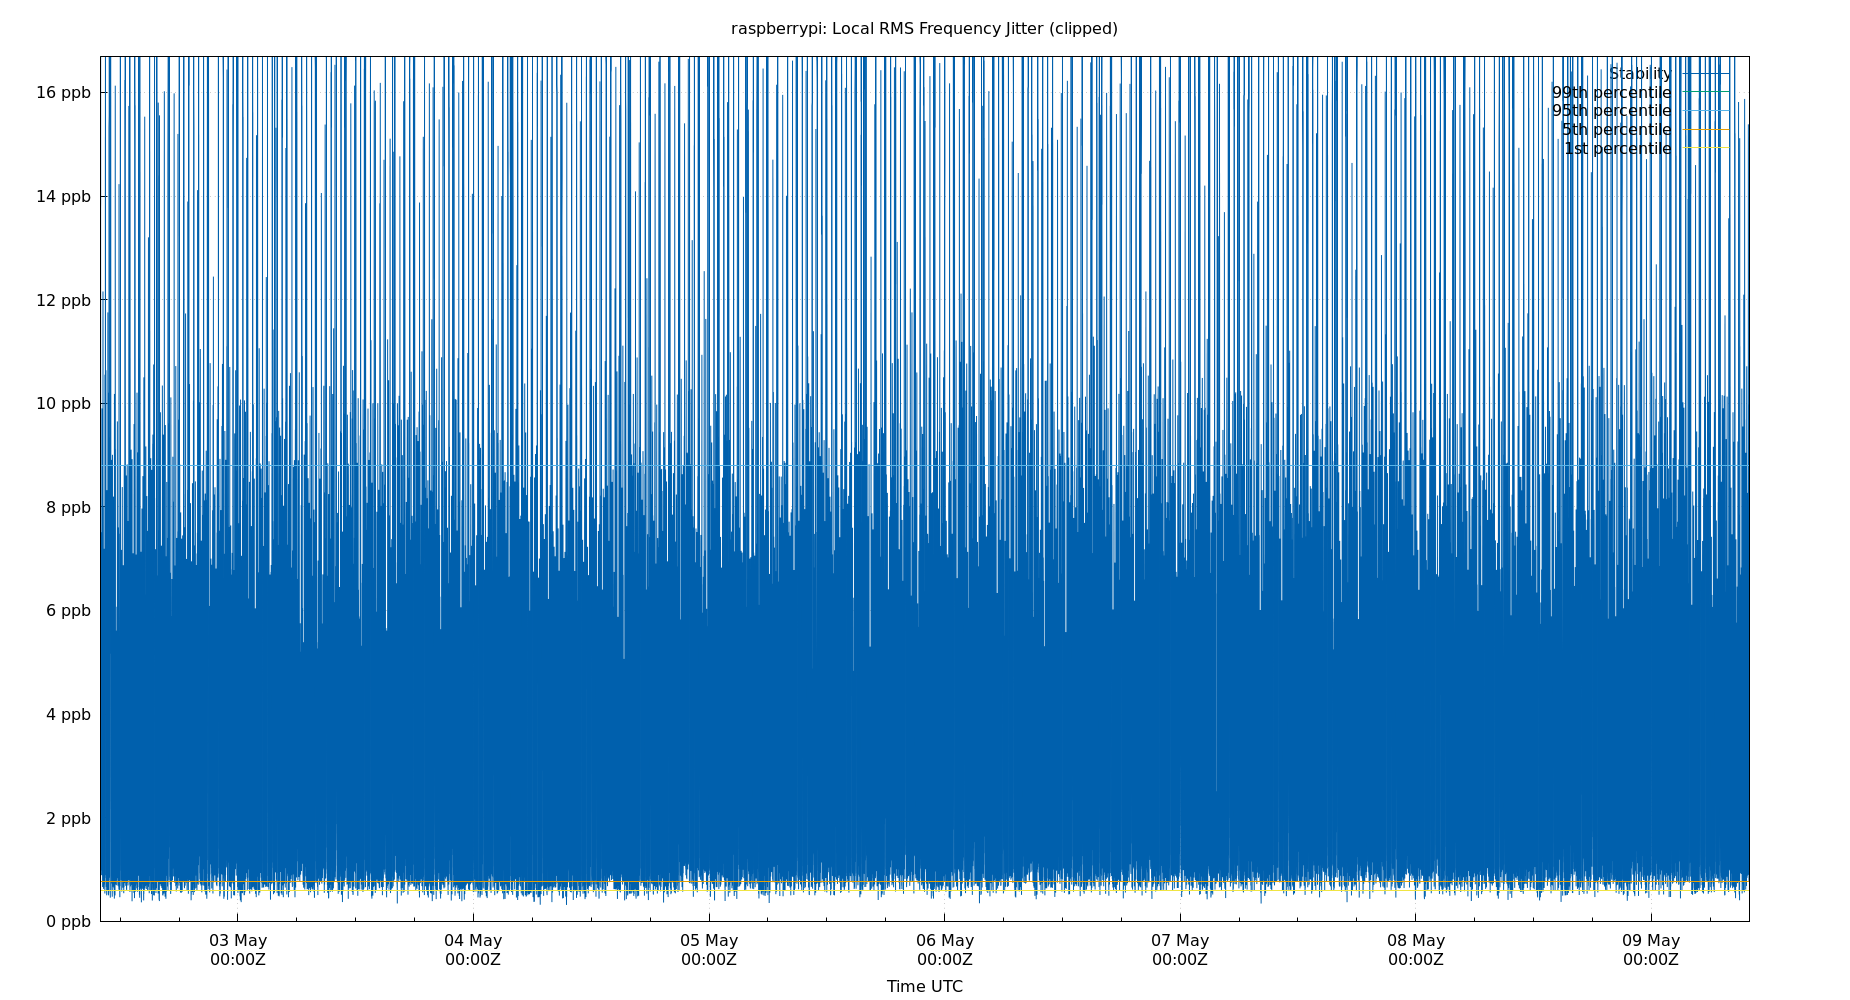 raspberrypi: Local RMS Frequency Jitter (clipped)
Stability
99th percentile
95th percentile
5th percentile
1st percentile
16 ppb
14 ppb
12 ppb
10 ppb
8 ppb
6 ppb
4 ppb
2 ppb
0 ppb
03 May 04 May 05 May 06 May 07 May 08 May 09 May
00:00Z 00:00Z 00:00Z 00:00Z 00:00Z 00:00Z 00:00Z
Time UTC